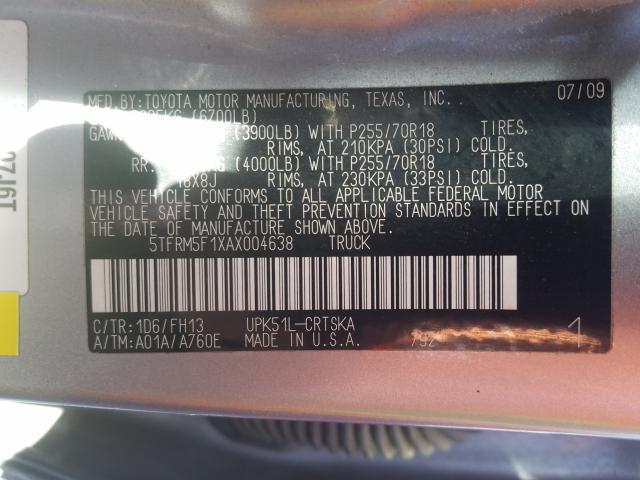 MFD. BY: TOYOTA MOTOR MANUFACTURING, TEXAS, INC. . 07/09
(6700LB)
GAWR (3900LB) WITH P255/70R18 TIRES,
RIMS, AT 210KPA (30PSI) COLD.
RR. (4000LB) WITH P255/70R18 TIRES,
18X8J RIMS, AT 230KPA (33PSI) COLD.
THIS VEHICLE CONFORMS TO ALL APPLICABLE FEDERAL MOTOR
VEHICLE SAFETY AND THEFT PREVENTION STANDARDS IN EFFECT ON
THE DATE OF MANUFACTURE SHOWN ABOVE.
5TFRM5F1XAX004638 TRUCK
C/TR: 1D6/FH13 UPK51L-CRTSKA
A/TM: A01A/A760E MADE IN U.S.A. 792 1